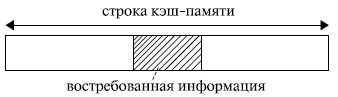 строка кэш-памяти
востребованная информация